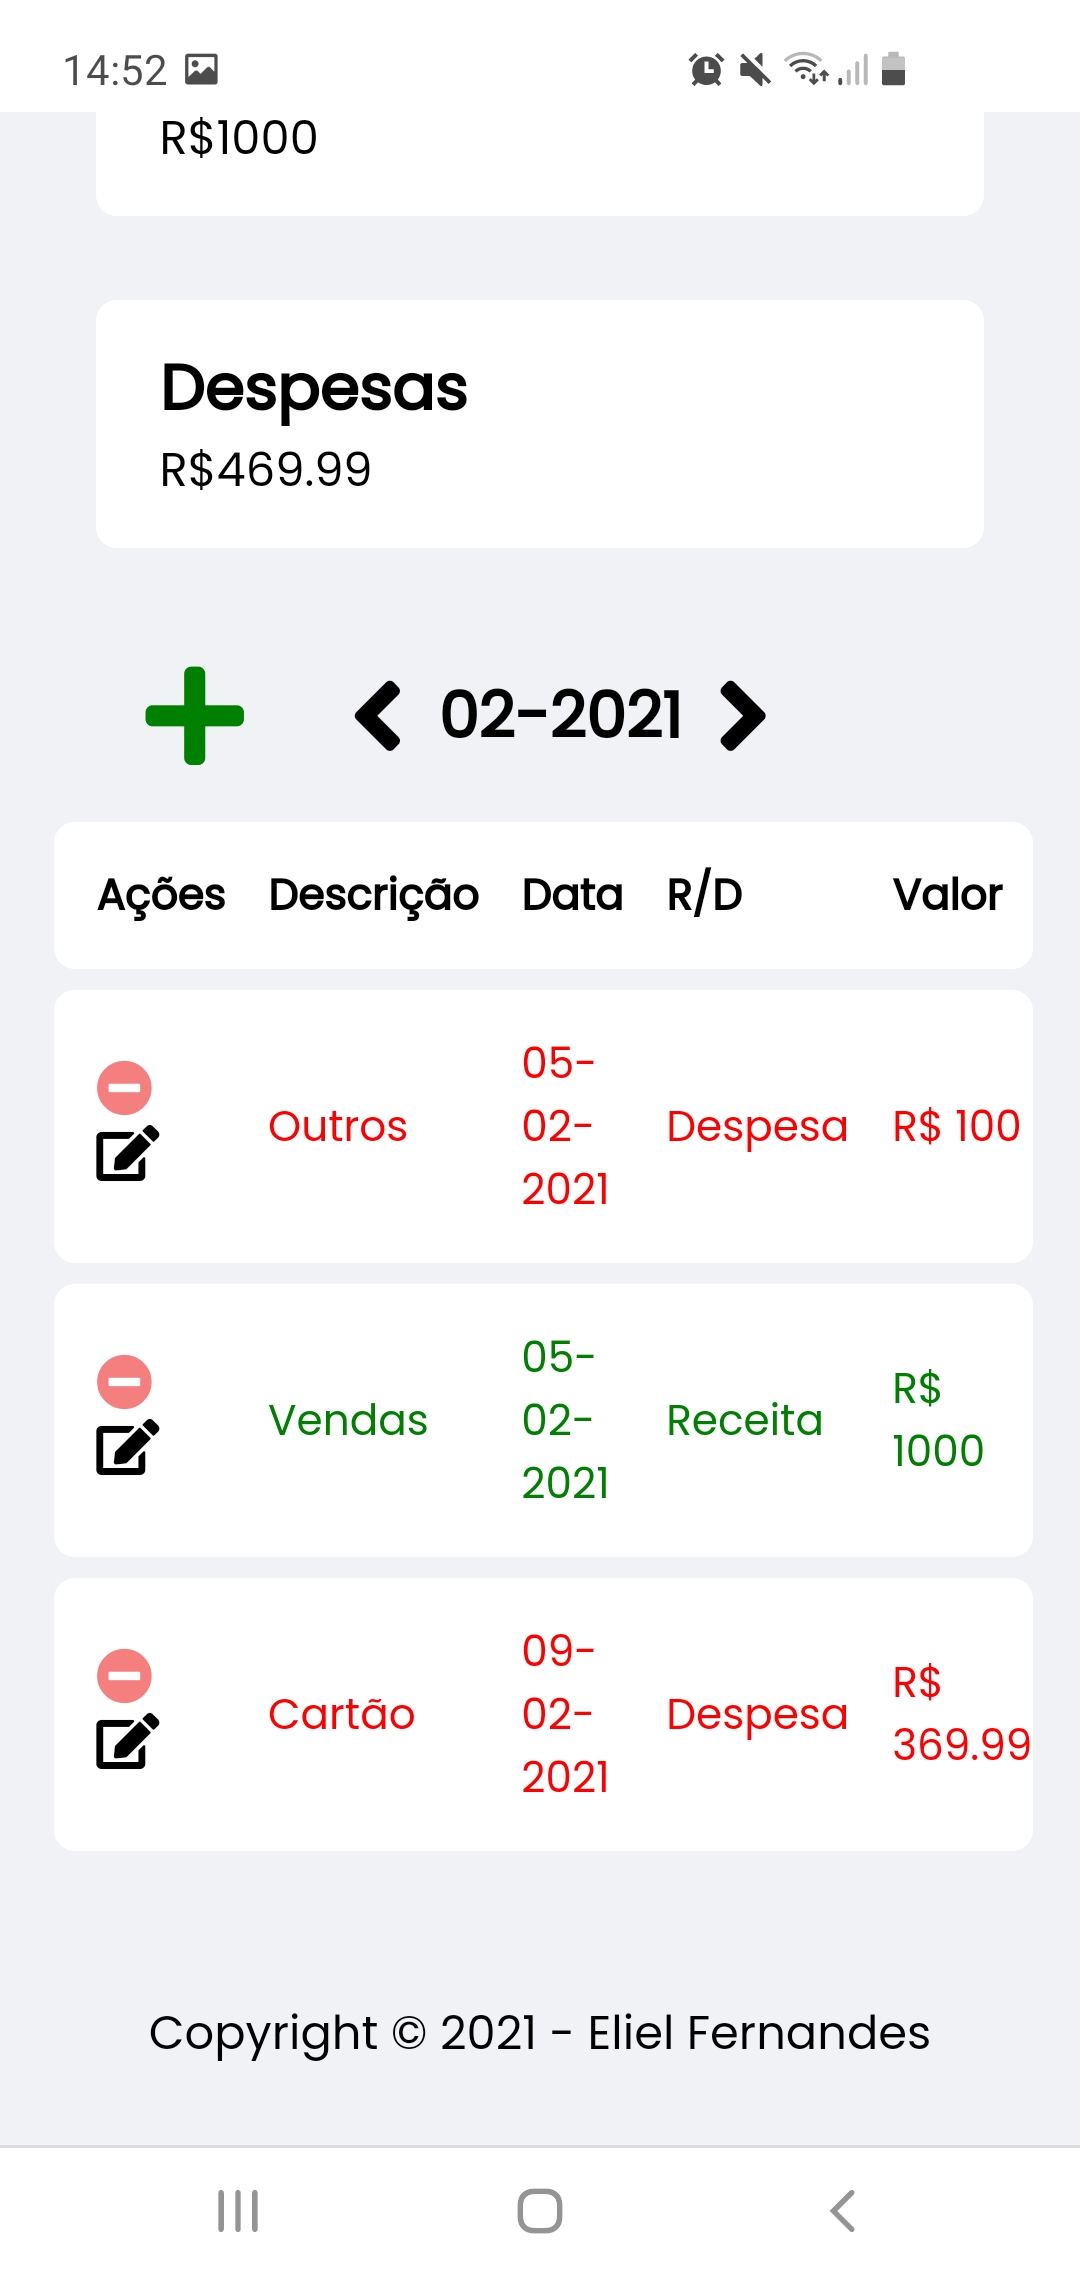 14:52
R$1000
Despesas
R$469.99
02-2021
Ações Descrição Data R/D Valor
05-
Outros 02- Despesa R$ 100
2021
05-
R$
Vendas 02- Receita
1000
2021
09-
R$
Cartão 02- Despesa
369.99
2021
Copyright © 2021 - Eliel Fernandes